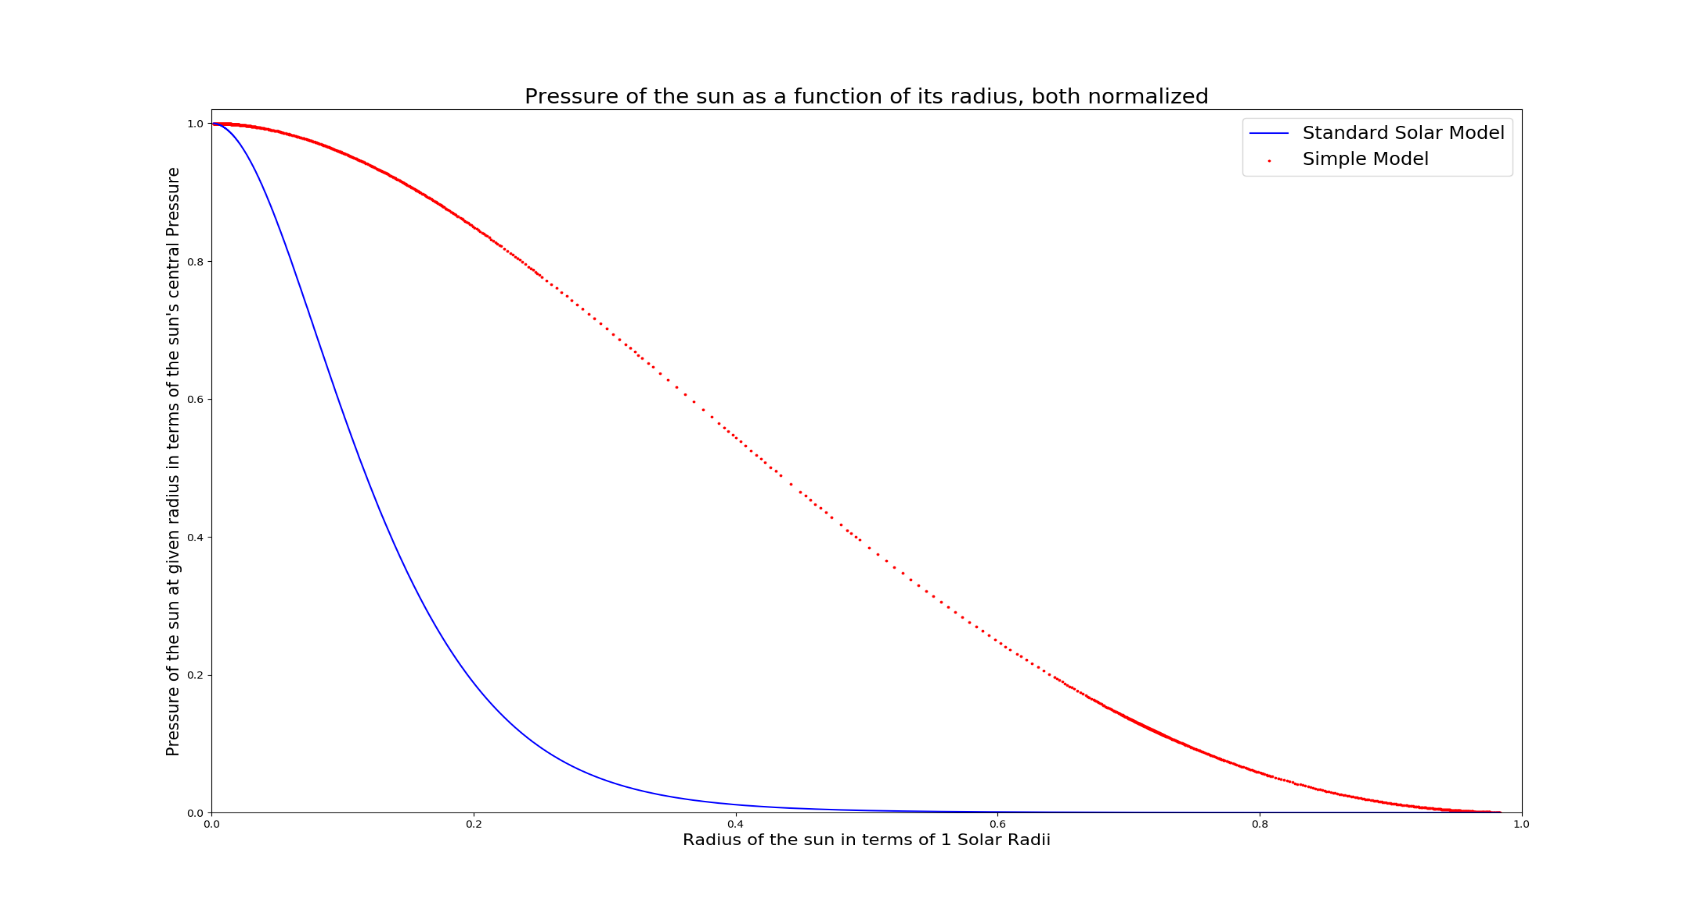 Pressure of the sun as a function of its radius, both normalized
Standard Solar Model
Simple Model
Pressure of the sun at given radius in terms of the sun's central Pressure
1.0
0.8
0.6
0.4
0.2
0.0
0.0 0.2 0.4 0.6 0.8 1.0
Radius of the sun in terms of 1 Solar Radii